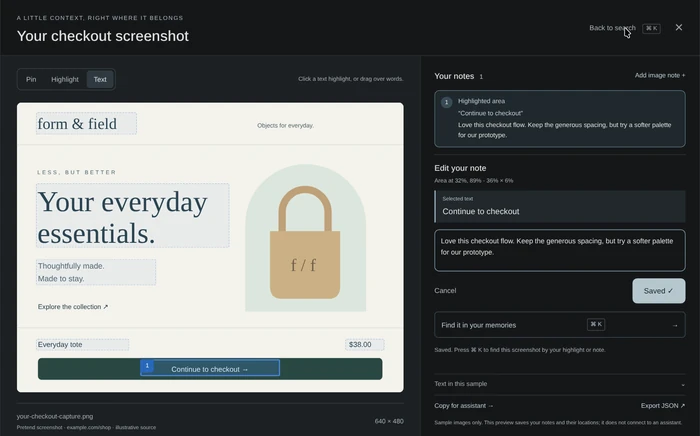 A LITTLE CONTEXT, RIGHT WHERE IT BELONGS
Your checkout screenshot
Back to search ⌘ K ✕
Pin Highlight Text
Click a text highlight, or drag over words.
form & field
Objects for everyday.
LESS, BUT BETTER
Your everyday
essentials.
Thoughtfully made.
Made to stay.
Explore the collection ↗
f / f
Everyday tote $38.00
1 Continue to checkout →
your-checkout-capture.png
Pretend screenshot · example.com/shop · illustrative source
640 × 480
Your notes 1
Add image note +
1 Highlighted area
"Continue to checkout"
Love this checkout flow. Keep the generous spacing, but try a softer palette
for our prototype.
Edit your note
Area at 32%, 89% · 36% × 6%
Selected text
Continue to checkout
Love this checkout flow. Keep the generous spacing, but try a softer palette
for our prototype.
Cancel Saved ✓
Find it in your memories ⌘ K →
Saved. Press ⌘ K to find this screenshot by your highlight or note.
Text in this sample
Copy for assistant → Export JSON ↗
Sample images only. This preview saves your notes and their locations; it does not connect to an assistant.